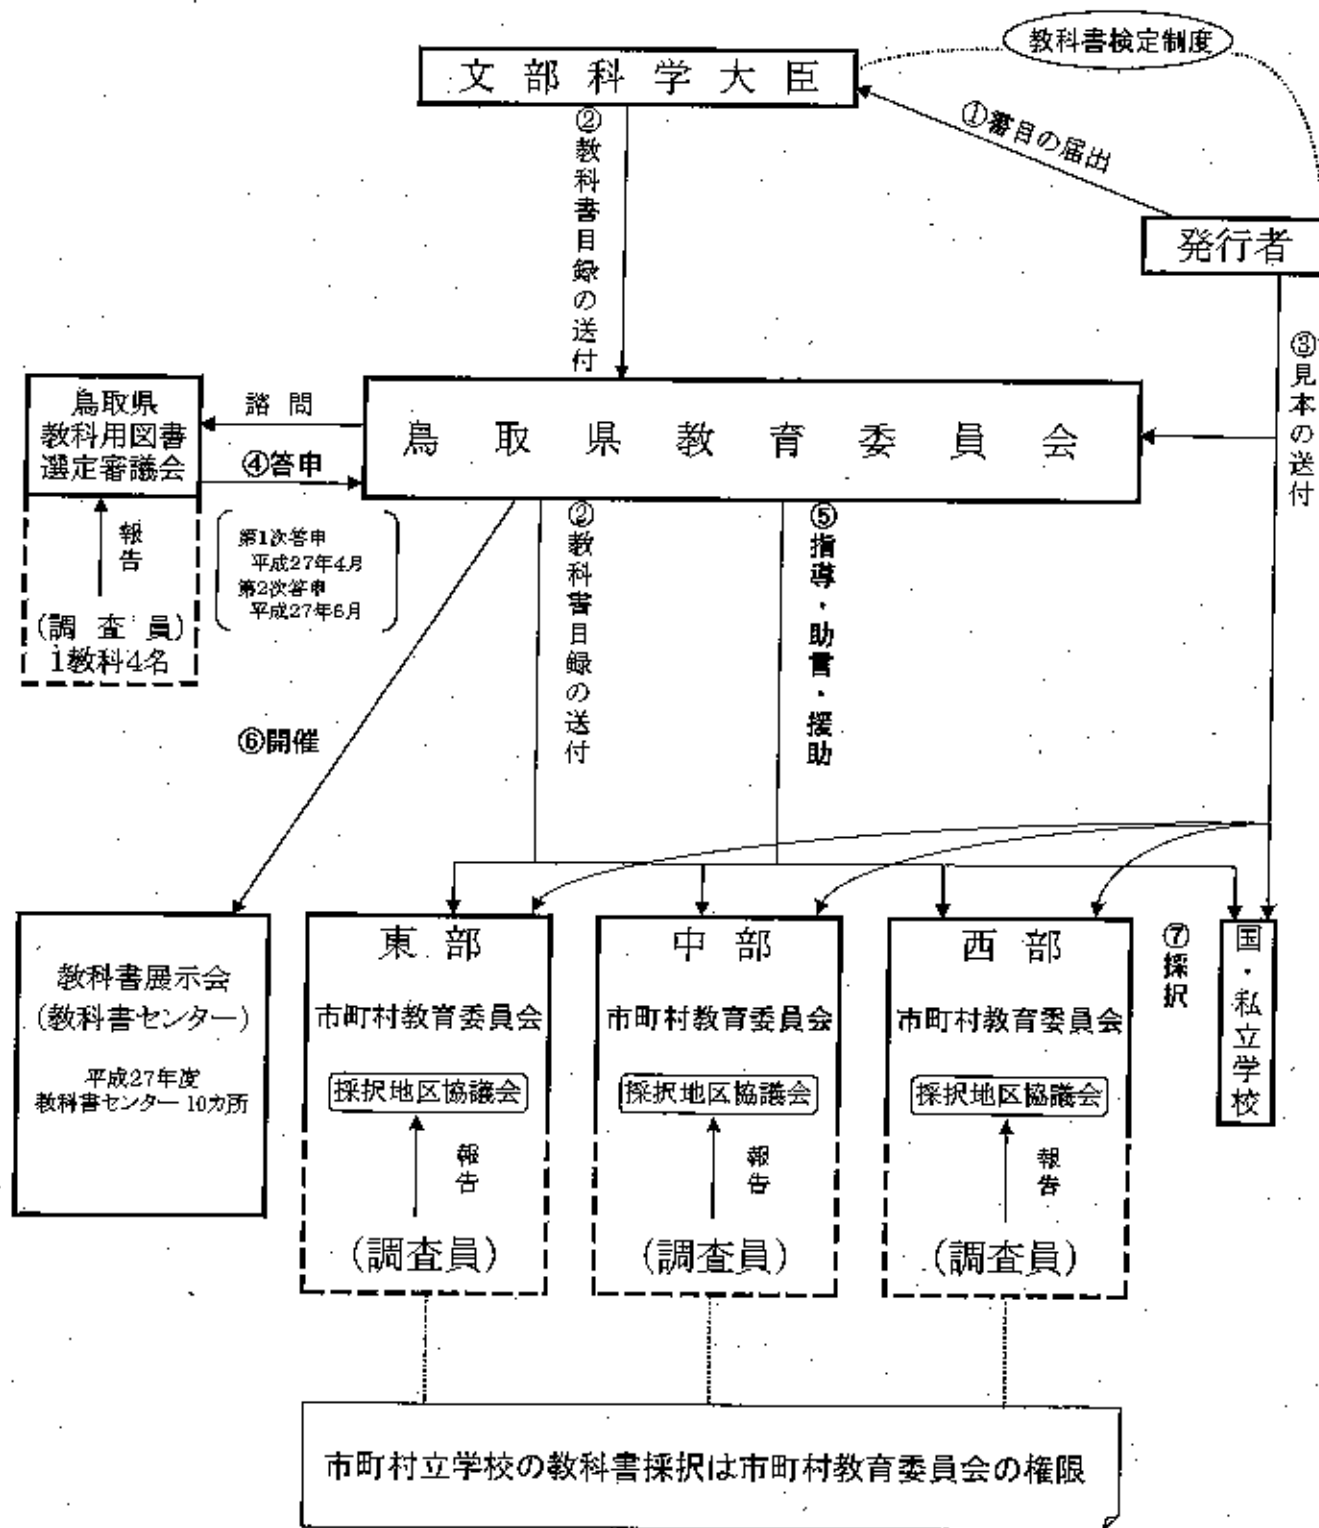 教科書検定制度
文部科学大臣
①書目の届出
②教科書目録の送付
発行者
③見本の送付
鳥取県
教科用図書
選定審議会
諮問
④答申
鳥取県教育委員会
報告
第1次答申
平成27年4月
第2次答申
平成27年6月
(調査員)
1教科4名
②教科書目録の送付
⑤指導・助言・援助
⑥開催
教科書展示会
(教科書センター)
平成27年度
教科書センター 10カ所
東部
市町村教育委員会
採択地区協議会
報告
(調査員)
中部
市町村教育委員会
採択地区協議会
報告
(調査員)
西部
市町村教育委員会
採択地区協議会
報告
(調査員)
⑦採択
国・私立学校
市町村立学校の教科書採択は市町村教育委員会の権限